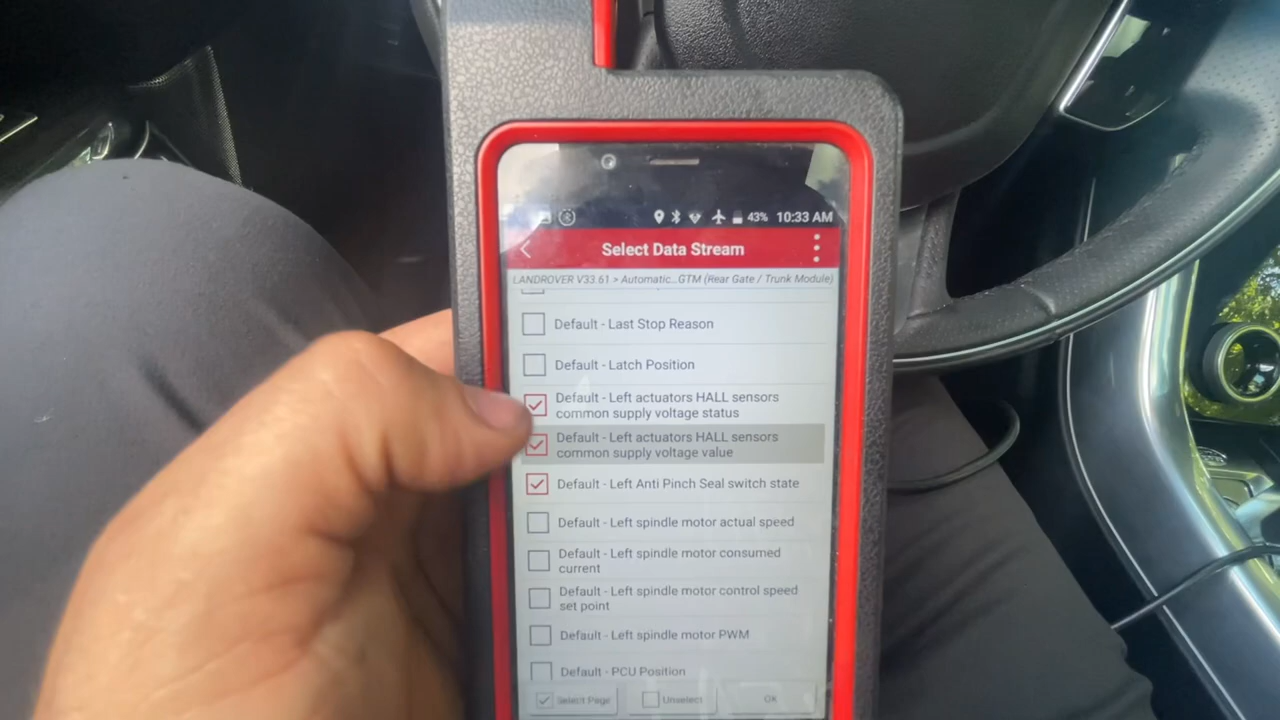 43% 10:33 AM
Select Data Stream
LANDROVER V33.61 > Automatic...GTM (Rear Gate / Trunk Module)
Default - Last Stop Reason
Default - Latch Position
Default - Left actuators HALL sensors
common supply voltage status
Default - Left actuators HALL sensors
common supply voltage value
Default - Left Anti Pinch Seal switch state
Default - Left spindle motor actual speed
Default - Left spindle motor consumed
current
Default - Left spindle motor control speed
set point
Default - Left spindle motor PWM
Default - PCU Position
Select Page Unselect OK